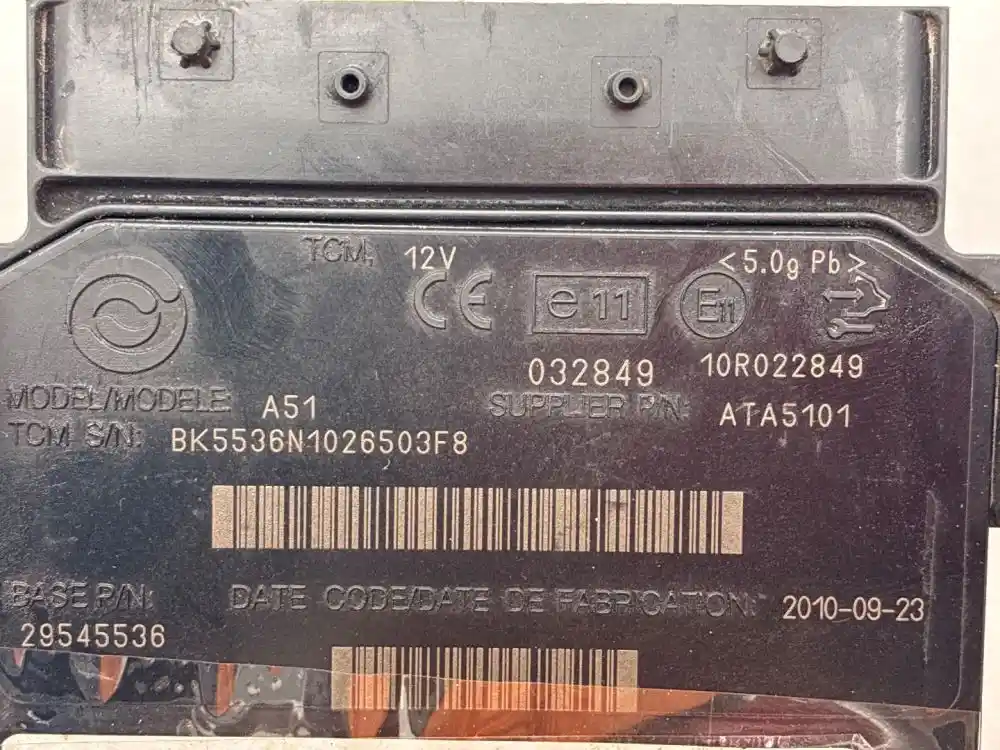 TCM, 12V <5.0g Pb>
CE e11 E11
032849 10R022849
MODEL/MODELE: A51 SUPPLIER P/N: ATA5101
TCM S/N: BK5536N1026503F8
BASE P/N: DATE CODE/DATE DE FABRICATION: 2010-09-23
29545536